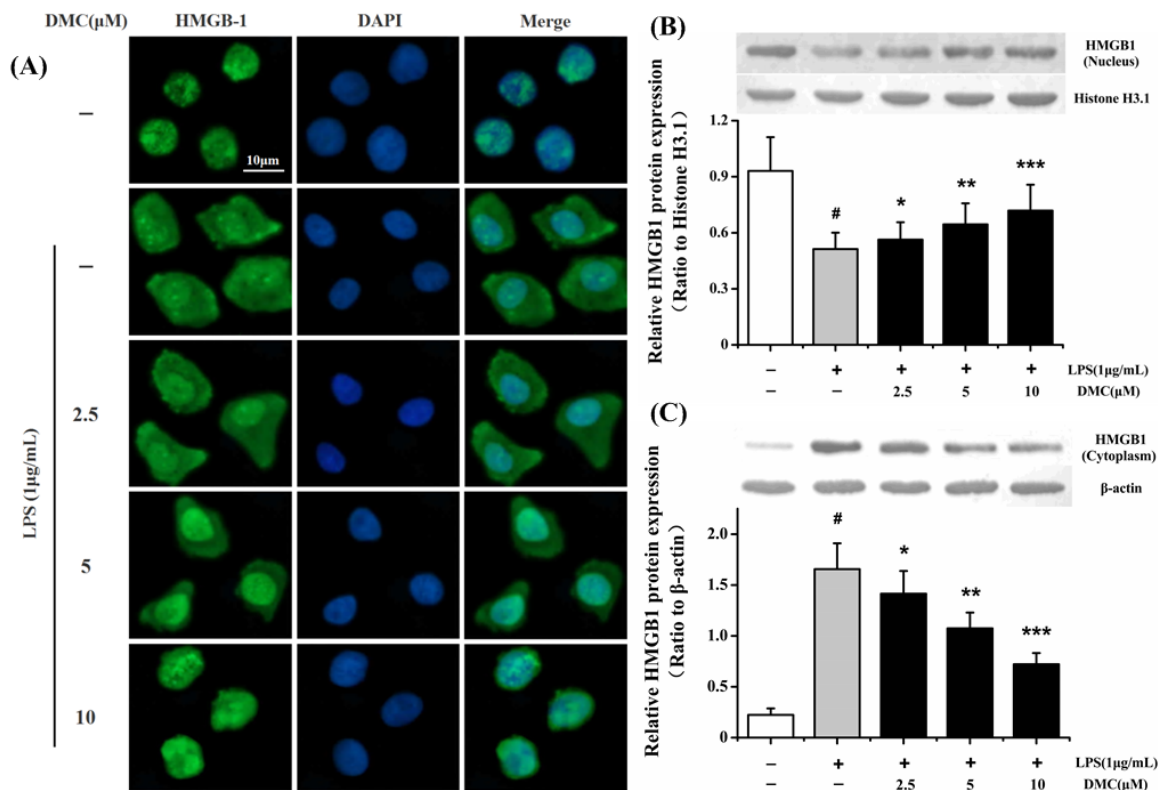 DMC(μM) HMGB-1 DAPI Merge
(A)
–
10μm
–
2.5
5
10
LPS (1μg/mL)
(B)
HMGB1
(Nucleus)
Histone H3.1
Relative HMGB1 protein expression
(Ratio to Histone H3.1)
1.2
0.9
0.6
0.3
0
# * ** ***
– + + + + LPS(1μg/mL)
– – 2.5 5 10 DMC(μM)
(C)
HMGB1
(Cytoplasm)
β-actin
Relative HMGB1 protein expression
(Ratio to β-actin)
2.0
1.5
1.0
0.5
0
# * ** ***
– + + + + LPS(1μg/mL)
– – 2.5 5 10 DMC(μM)